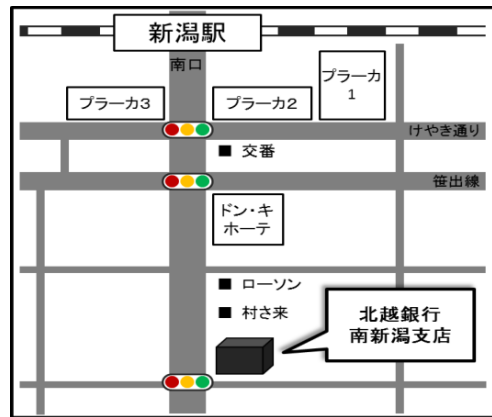 新潟駅
南口
プラーカ3
プラーカ2
プラーカ
1
けやき通り
■ 交番
笹出線
ドン・キ
ホーテ
■ ローソン
■ 村さ来
北越銀行
南新潟支店